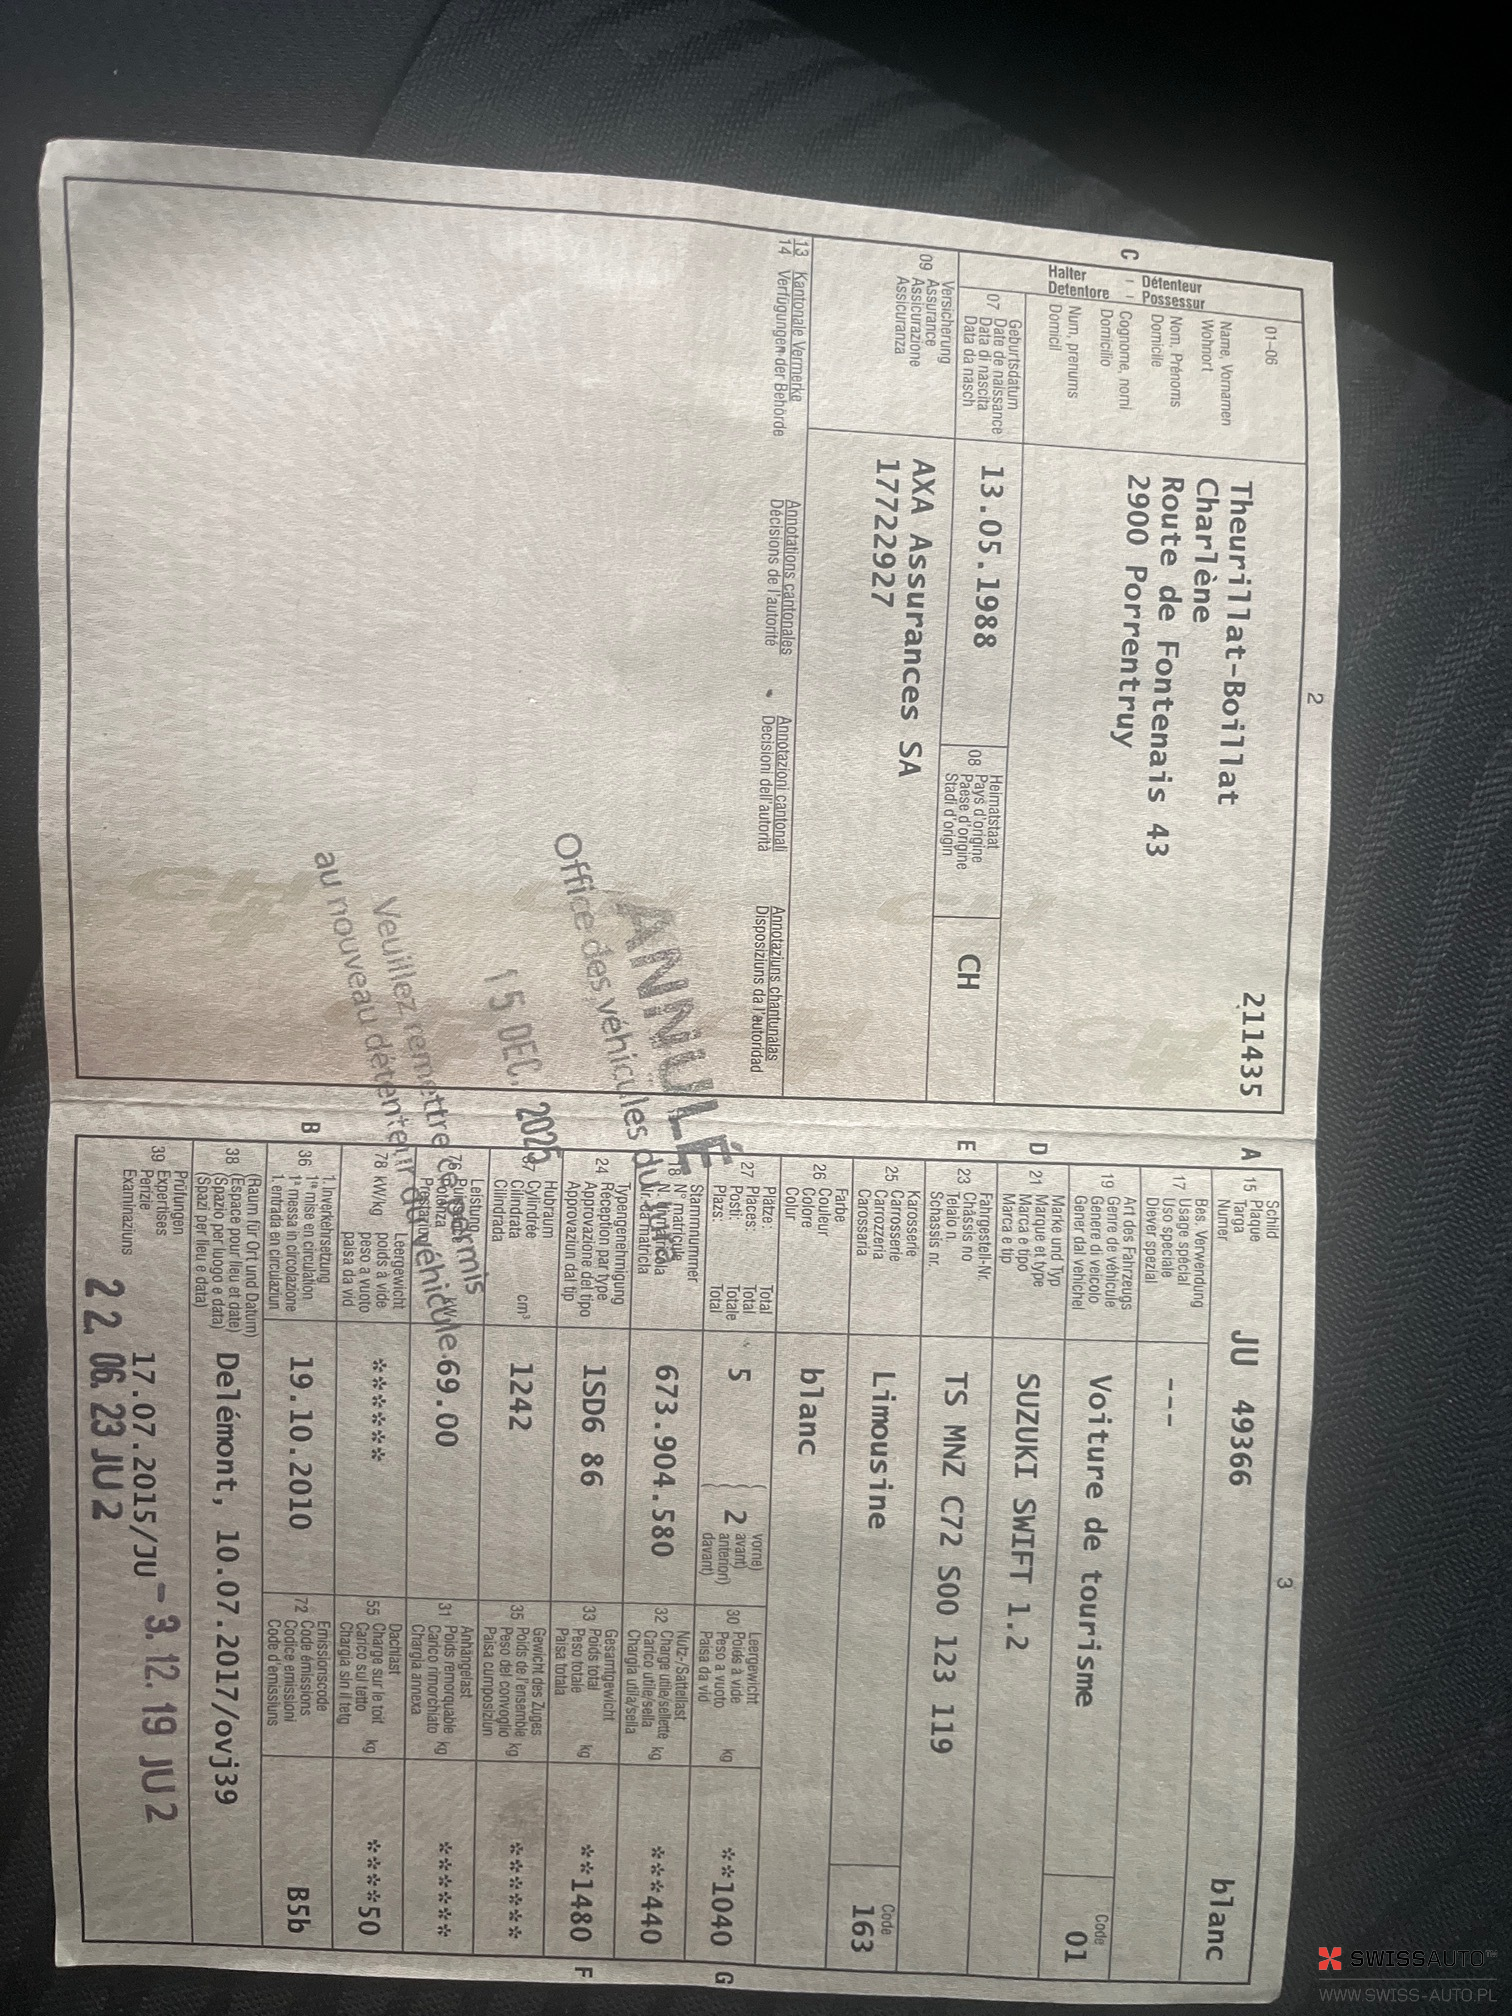 2
01–06
Name, Vornamen
Wohnort
Nom, Prénoms
Domicile
Cognome, nomi
Domicilio
Num, prenums
Domicil
C
Détenteur
Possessur
Halter
Detentore
211435
Theurillat-Boillat
Charlène
Route de Fontenais 43
2900 Porrentruy
07
Geburtsdatum
Date de naissance
Data di nascita
Data da nasch
13.05.1988
08
Heimatstaat
Pays d'origine
Paese d'origine
Stadi d'origin
CH
09
Versicherung
Assurance
Assicurazione
Assicuranza
AXA Assurances SA
17722927
13
14
Kantonale Vermerke
Verfügungen der Behörde
Annotations cantonales
Décisions de l'autorité
Annotazioni cantonali
Decisioni dell'autorità
Annotaziuns chantunalas
Disposiziuns da l'autoridad
ANNULÉ
Office des véhicules du
15 DEC. 2025
Veuillez remettre ce permis
au nouveau détenteur du véhicule.
3
A
15
Schild
Plaque
Targa
Numer
JU 49366
blanc
17
Bes. Verwendung
Usage spécial
Uso speciale
Diever spezial
---
19
Art des Fahrzeugs
Genre de véhicule
Genere di veicolo
Gener dal vehichel
Voiture de tourisme
Code
01
D
21
Marke und Typ
Marque et type
Marca e tipo
Marca e tip
SUZUKI SWIFT 1.2
E
23
Fahrgestell-Nr.
Châssis no
Telaio n.
Schassis nr.
TS MNZ C72 S00 123 119
25
Karosserie
Carrosserie
Carrozzeria
Carossaria
Limousine
Code
163
26
Farbe
Couleur
Colore
Colur
blanc
27
Plätze:
Places:
Posti:
Plazs:
Total
Total
Totale
Total
5
2
vorne)
avant)
anteriori)
davant)
30
Leergewicht
Poids à vide
Peso a vuoto
Paisa da vid
kg
**1040
G
18
Stammnummer
N° matricule
N. matricola
Nr. da matricla
673.904.580
32
Nutz-/Sattellast
Charge utile/sellette
Carico utile/sella
Chargia utila/sella
kg
***440
24
Typengenehmigung
Réception par type
Approvazione del tipo
Approvaziun dal tip
1SD6 86
33
Gesamtgewicht
Poids total
Peso totale
Paisa totala
kg
**1480
F
37
Hubraum
Cylindrée
Cilindrata
Cilindrada
cm³
1242
35
Gewicht des Zuges
Poids de l'ensemble
Peso del convoglio
Paisa cumposiziun
kg
******
76
Leistung
Puissance
Potenza
Prestaziun
kW
69.00
31
Anhängelast
Poids remorquable
Carico rimorchiato
Chargia annexa
kg
******
78 kW/kg
Leergewicht
poids à vide
peso a vuoto
paisa da vid
*****
55
Dachlast
Charge sur le toit
Carico sul tetto
Chargia sin il tetg
kg
****50
B
36
1. Inverkehrsetzung
1re mise en circulation
1a messa in circolazione
1. entrada en circulaziun
19.10.2010
72
Emissionscode
Code émissions
Codice emissioni
Code d'emissiuns
B5b
38
(Raum für Ort und Datum)
(Espace pour lieu et date)
(Spazio per luogo e data)
(Spazi per lieu e data)
Delémont, 10.07.2017/ovj39
39
Prüfungen
Expertises
Perizie
Examinaziuns
17.07.2015/JU
-3. 12. 19 JU 2
22. 06. 23 JU 2
SWISSAUTO™
WWW.SWISS-AUTO.PL